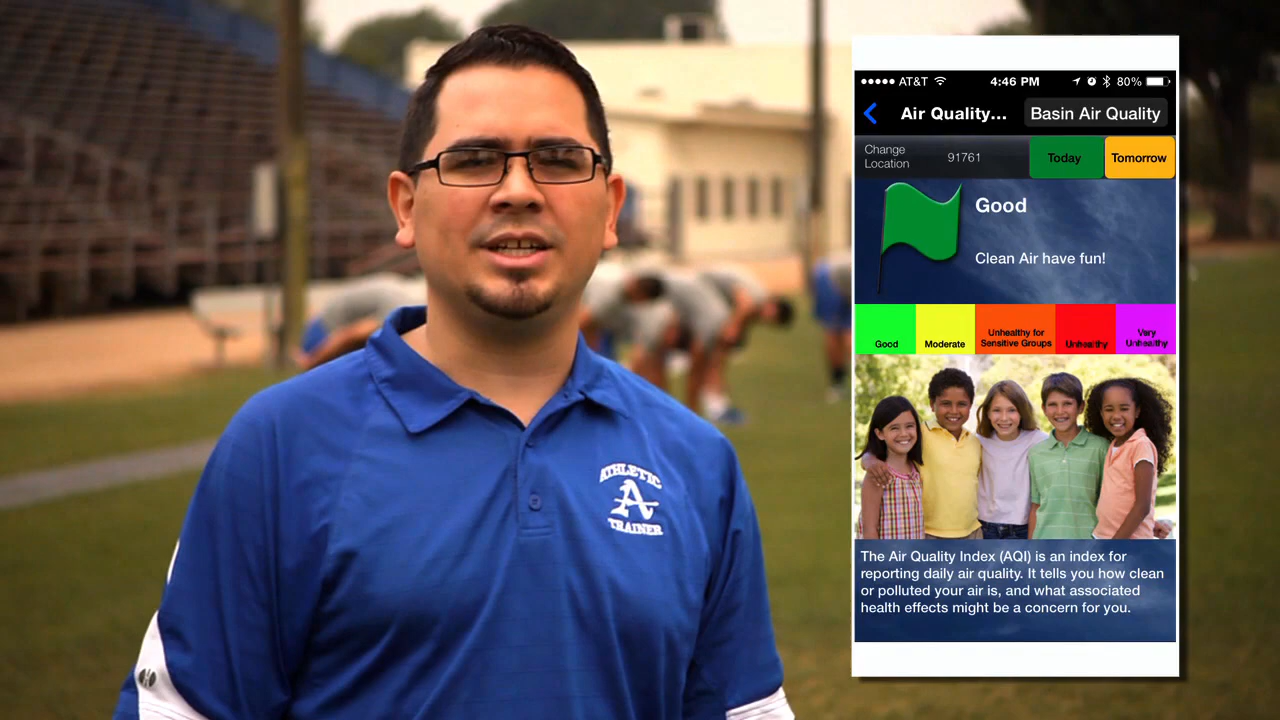 ATHLETIC
A
TRAINER
AT&T
4:46 PM
80%
Air Quality...
Basin Air Quality
Change
Location
91761
Today
Tomorrow
Good
Clean Air have fun!
Good
Moderate
Unhealthy for
Sensitive Groups
Unhealthy
Very
Unhealthy
The Air Quality Index (AQI) is an index for
reporting daily air quality. It tells you how clean
or polluted your air is, and what associated
health effects might be a concern for you.